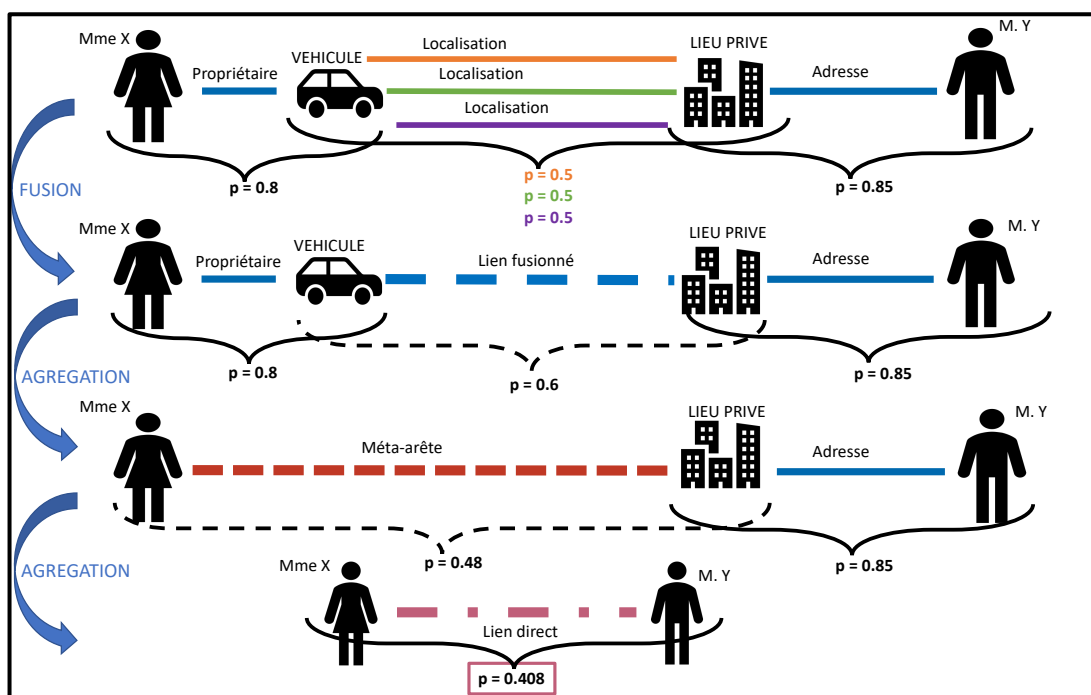 Mme X
M. Y
Localisation
LIEU PRIVE
VEHICULE
Propriétaire
Localisation
Adresse
Localisation
p = 0.8
p = 0.5
p = 0.5
p = 0.5
p = 0.85
FUSION
Mme X
M. Y
VEHICULE
LIEU PRIVE
Propriétaire
Lien fusionné
Adresse
p = 0.8
p = 0.6
p = 0.85
AGREGATION
Mme X
LIEU PRIVE
M. Y
Méta-arête
Adresse
p = 0.48
p = 0.85
AGREGATION
Mme X
M. Y
Lien direct
p = 0.408